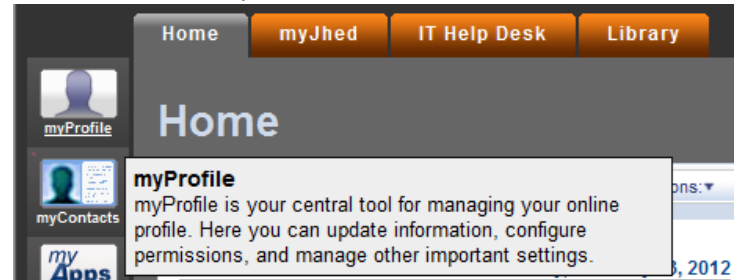 Home myJhed IT Help Desk Library
myProfile
Home
myProfile
myProfile is your central tool for managing your online
profile. Here you can update information, configure
permissions, and manage other important settings.
ons:
myContacts
my
Apps
3, 2012